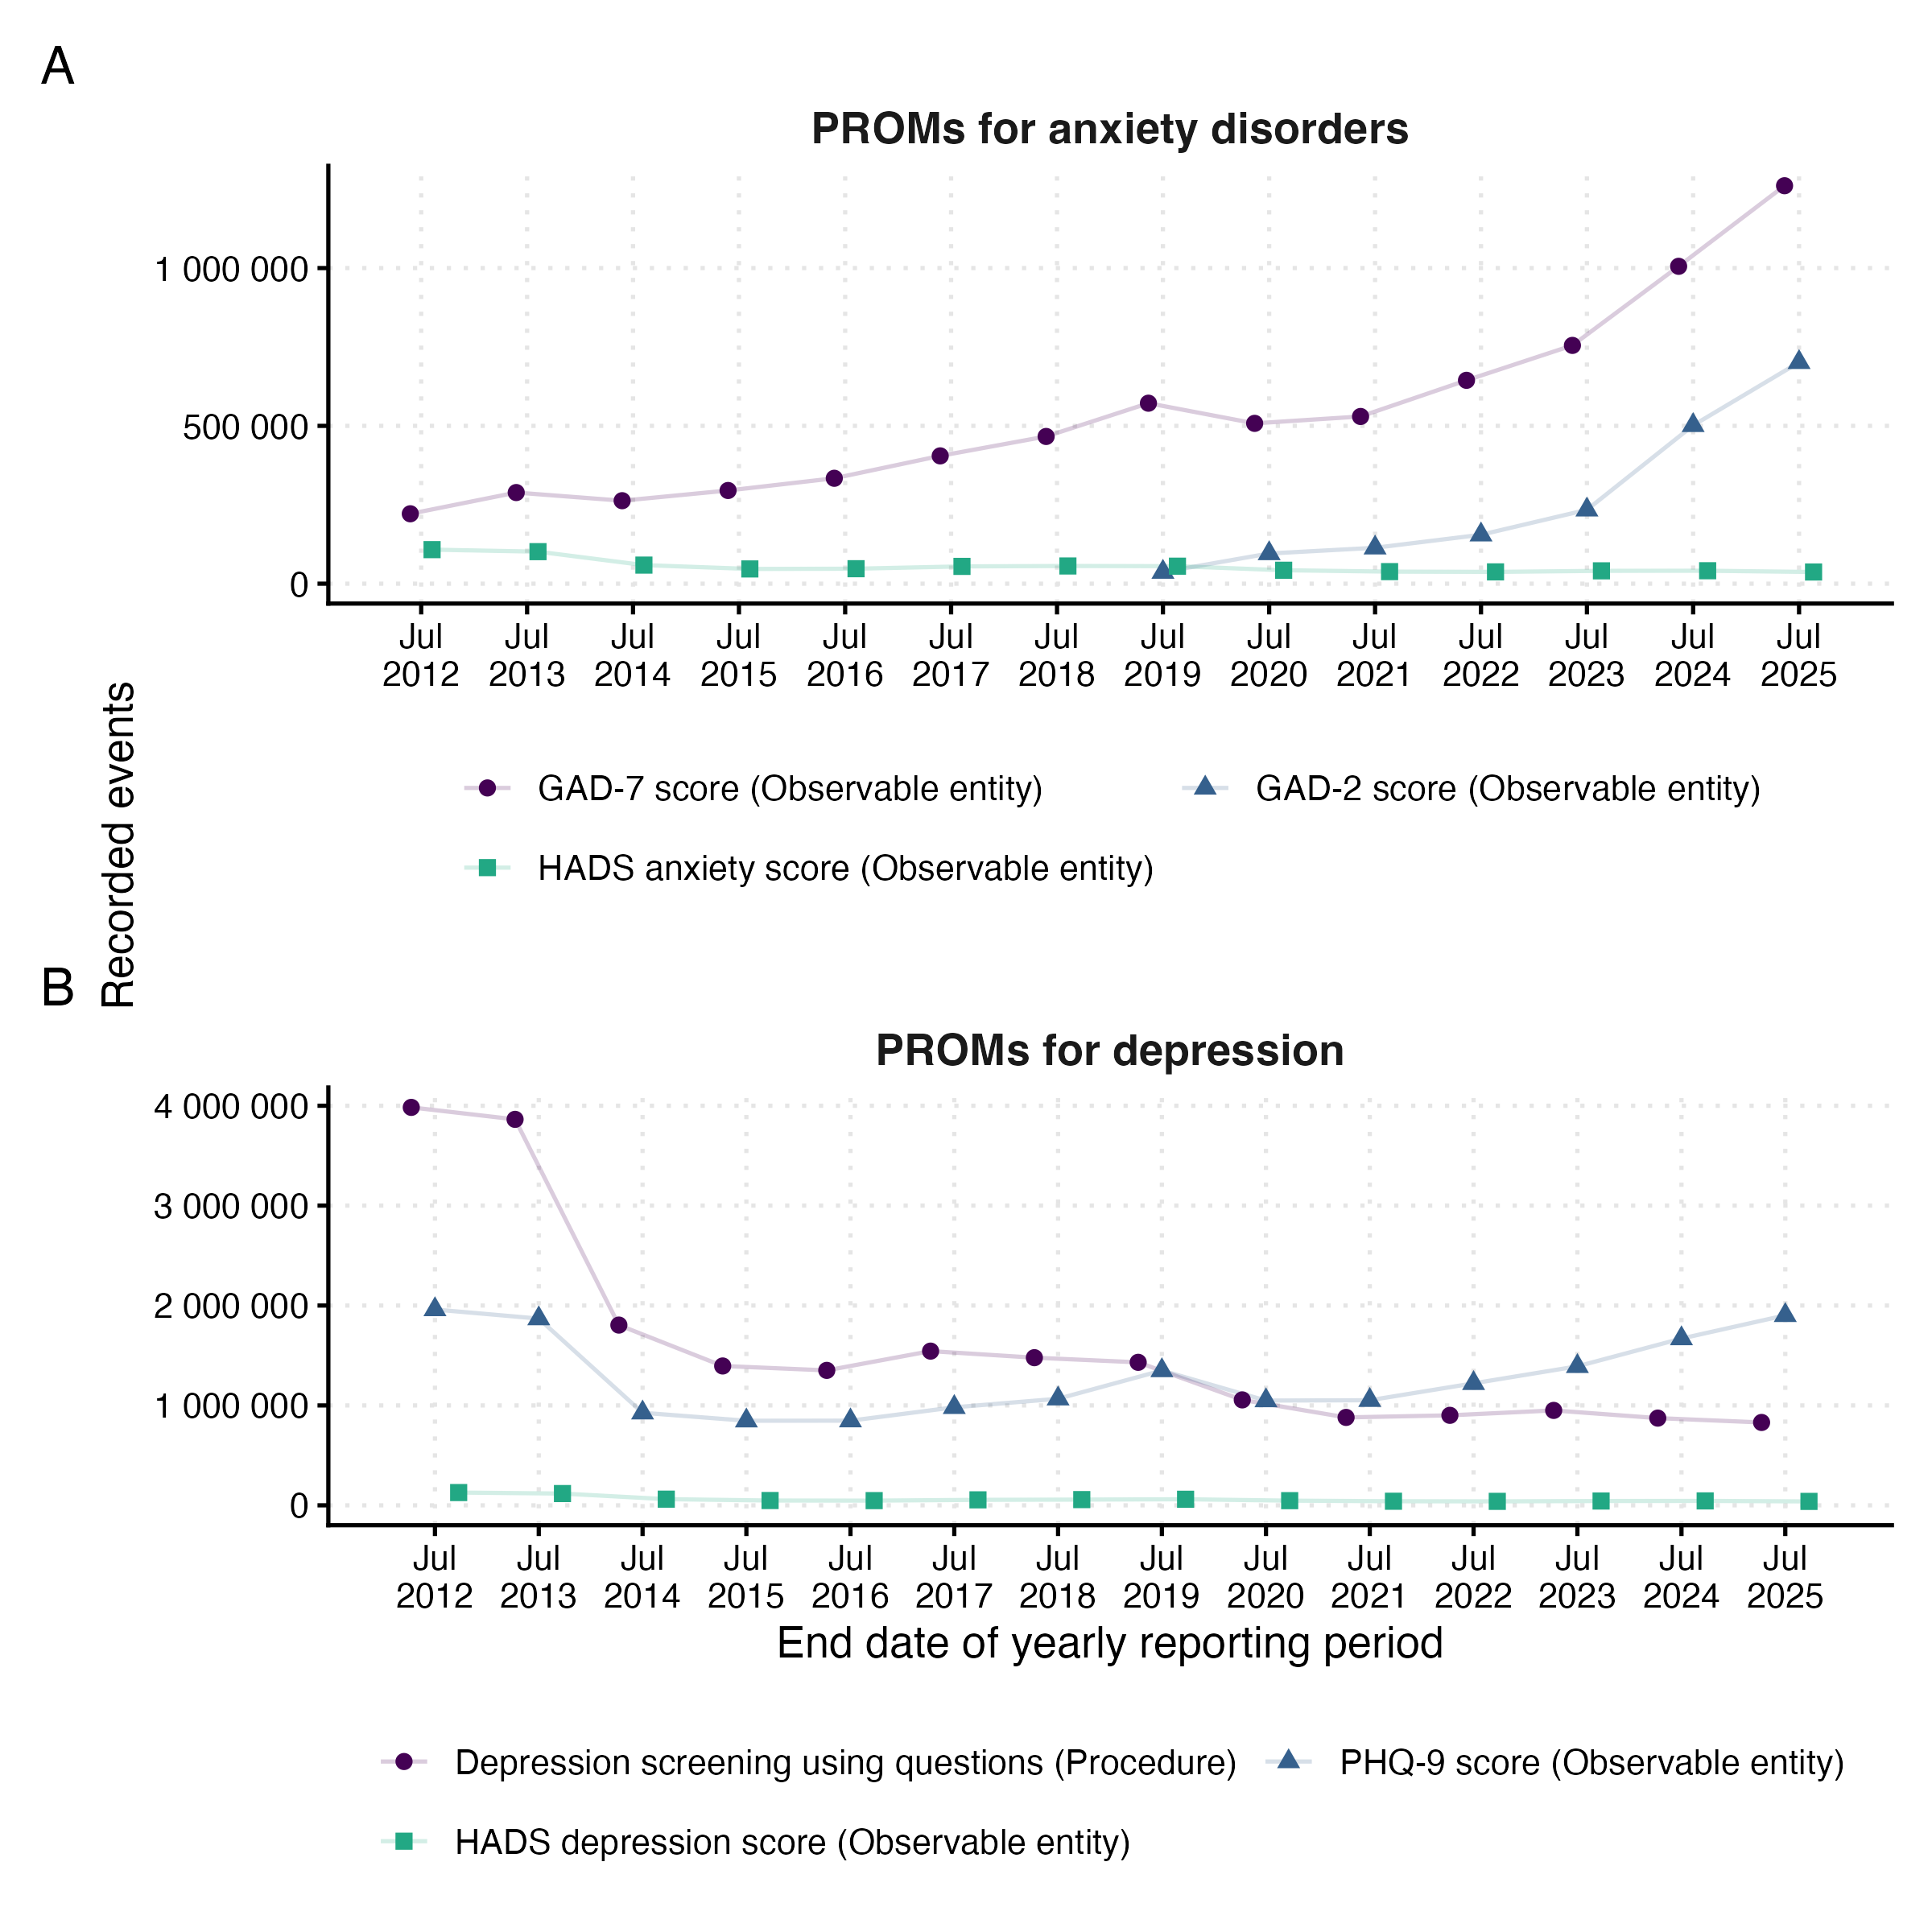 A
PROMs for anxiety disorders
1 000 000
500 000
0
Jul Jul Jul Jul Jul Jul Jul Jul Jul Jul Jul Jul Jul Jul
2012 2013 2014 2015 2016 2017 2018 2019 2020 2021 2022 2023 2024 2025
GAD-7 score (Observable entity) GAD-2 score (Observable entity)
HADS anxiety score (Observable entity)
Recorded events
B
PROMs for depression
4 000 000
3 000 000
2 000 000
1 000 000
0
Jul Jul Jul Jul Jul Jul Jul Jul Jul Jul Jul Jul Jul Jul
2012 2013 2014 2015 2016 2017 2018 2019 2020 2021 2022 2023 2024 2025
End date of yearly reporting period
Depression screening using questions (Procedure) PHQ-9 score (Observable entity)
HADS depression score (Observable entity)